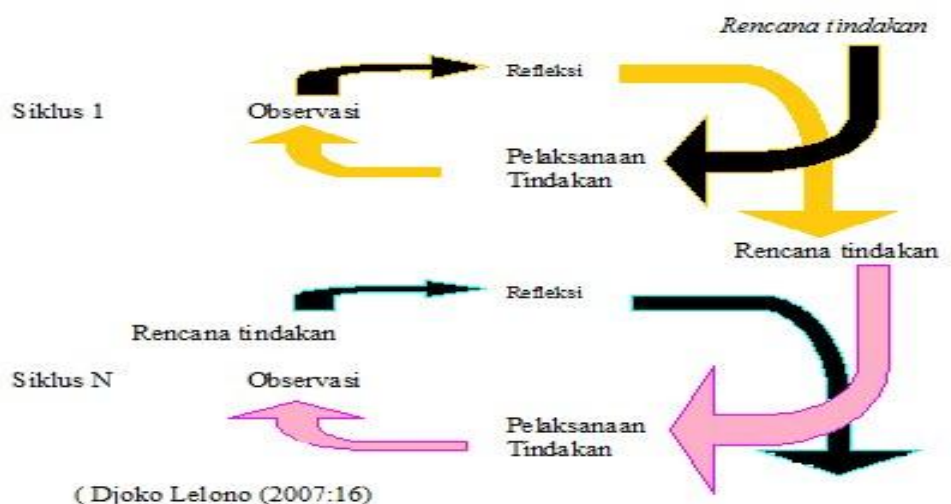 Rencana tindakan
Refleksi
Siklus 1
Observasi
Pelaksanaan
Tindakan
Rencana tindakan
Refleksi
Rencana tindakan
Siklus N
Observasi
Pelaksanaan
Tindakan
( Djoko Lelono (2007:16)